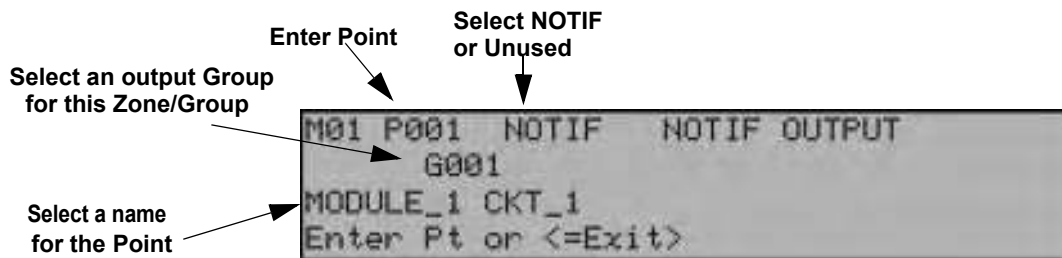 Select NOTIF
or Unused
Enter Point
Select an output Group
for this Zone/Group
M01 P001 NOTIF NOTIF OUTPUT
G001
MODULE_1 CKT_1
Enter Pt or <=Exit>
Select a name
for the Point